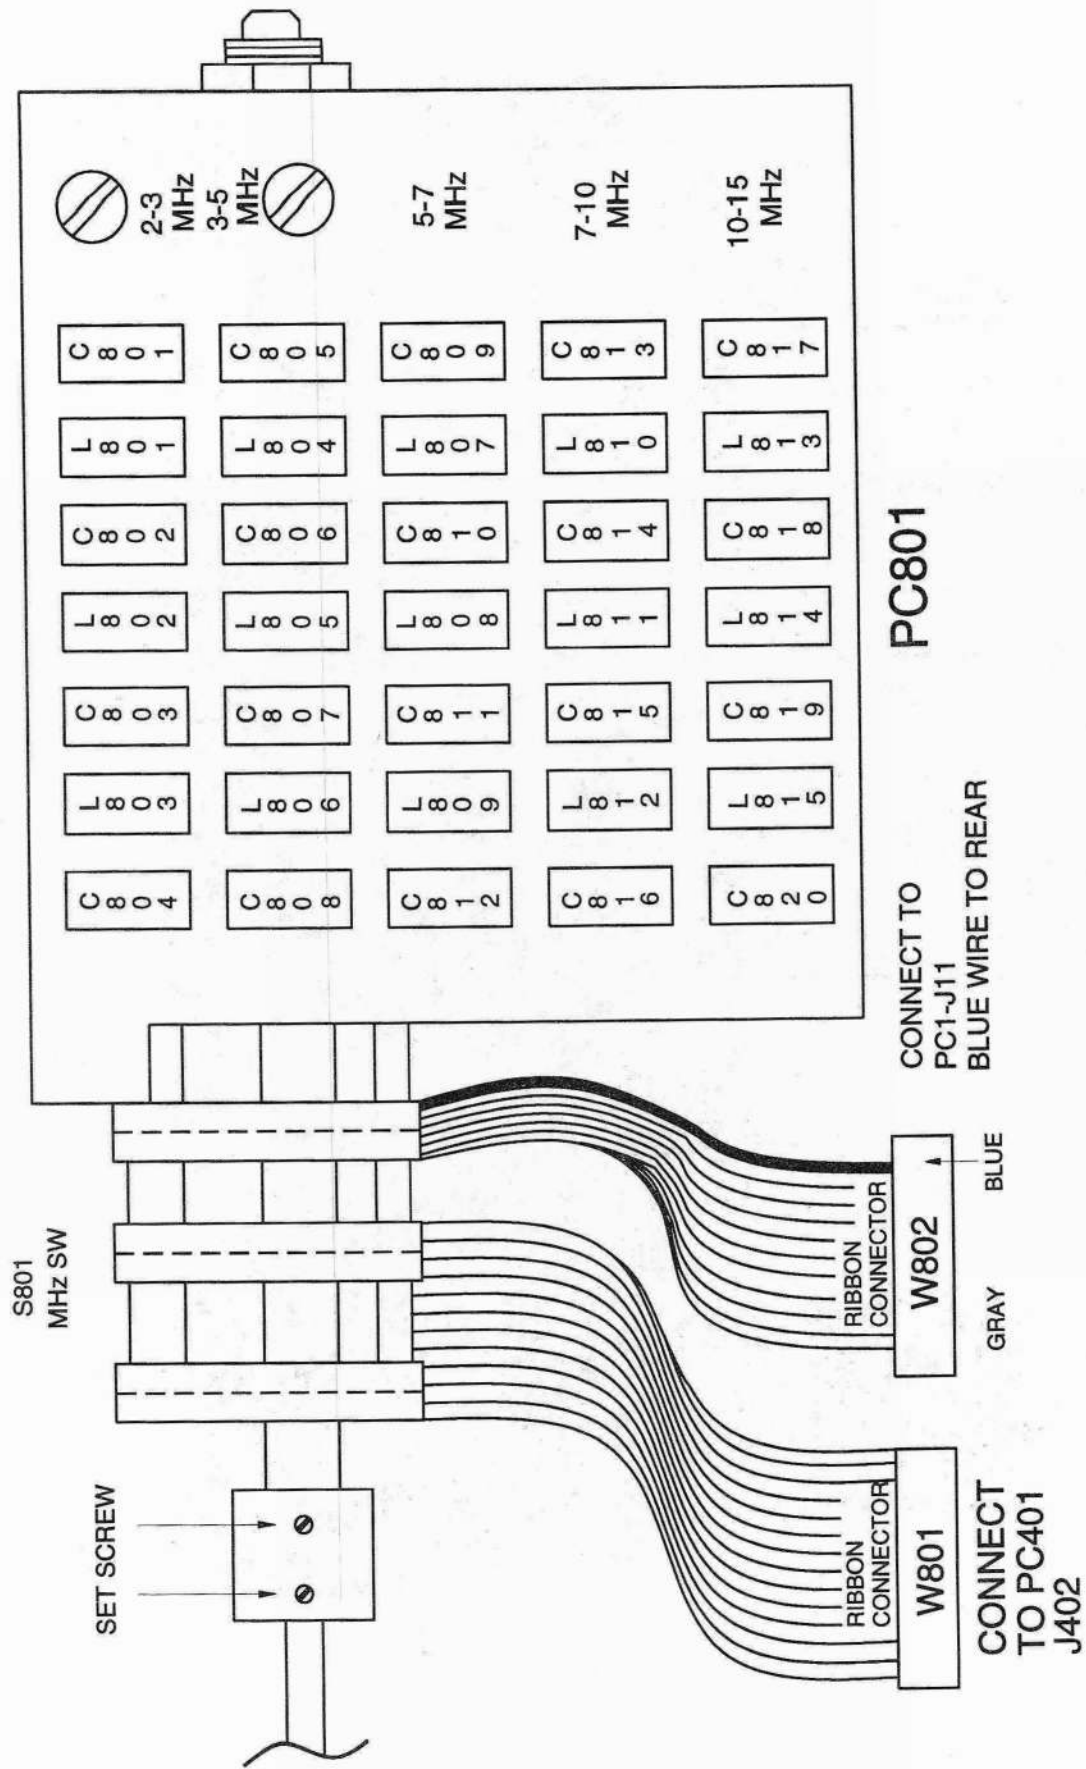 SET SCREW
S801
MHz SW
C804 L803 C803 L802 C802 L801 C801
2-3
MHz
C808 L806 C807 L805 C806 L804 C805
3-5
MHz
C812 L809 C811 L808 C810 L807 C809
5-7
MHz
C816 L812 C815 L811 C814 L810 C813
7-10
MHz
C820 L815 C819 L814 C818 L813 C817
10-15
MHz
RIBBON
CONNECTOR
W801
CONNECT
TO PC401
J402
RIBBON
CONNECTOR
W802
GRAY
BLUE
CONNECT TO
PC1-J11
BLUE WIRE TO REAR
PC801